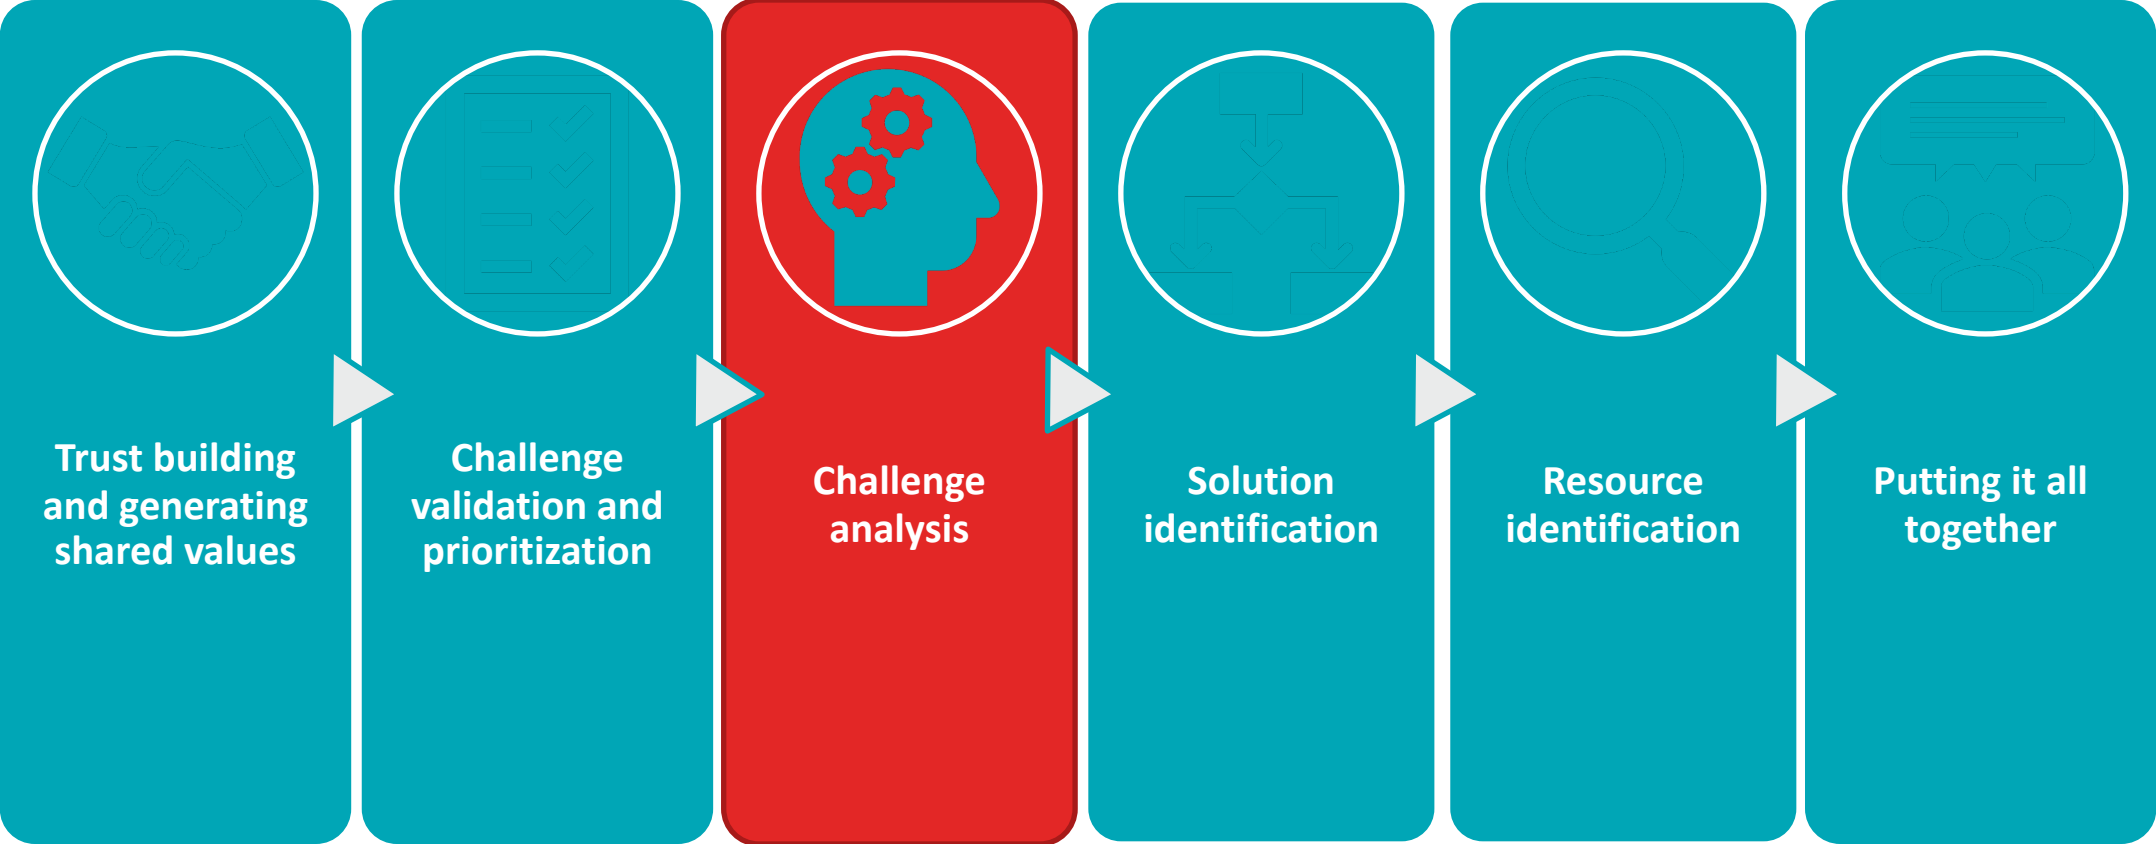 Trust building
and generating
shared values
Challenge
validation and
prioritization
Challenge
analysis
Solution
identification
Resource
identification
Putting it all
together